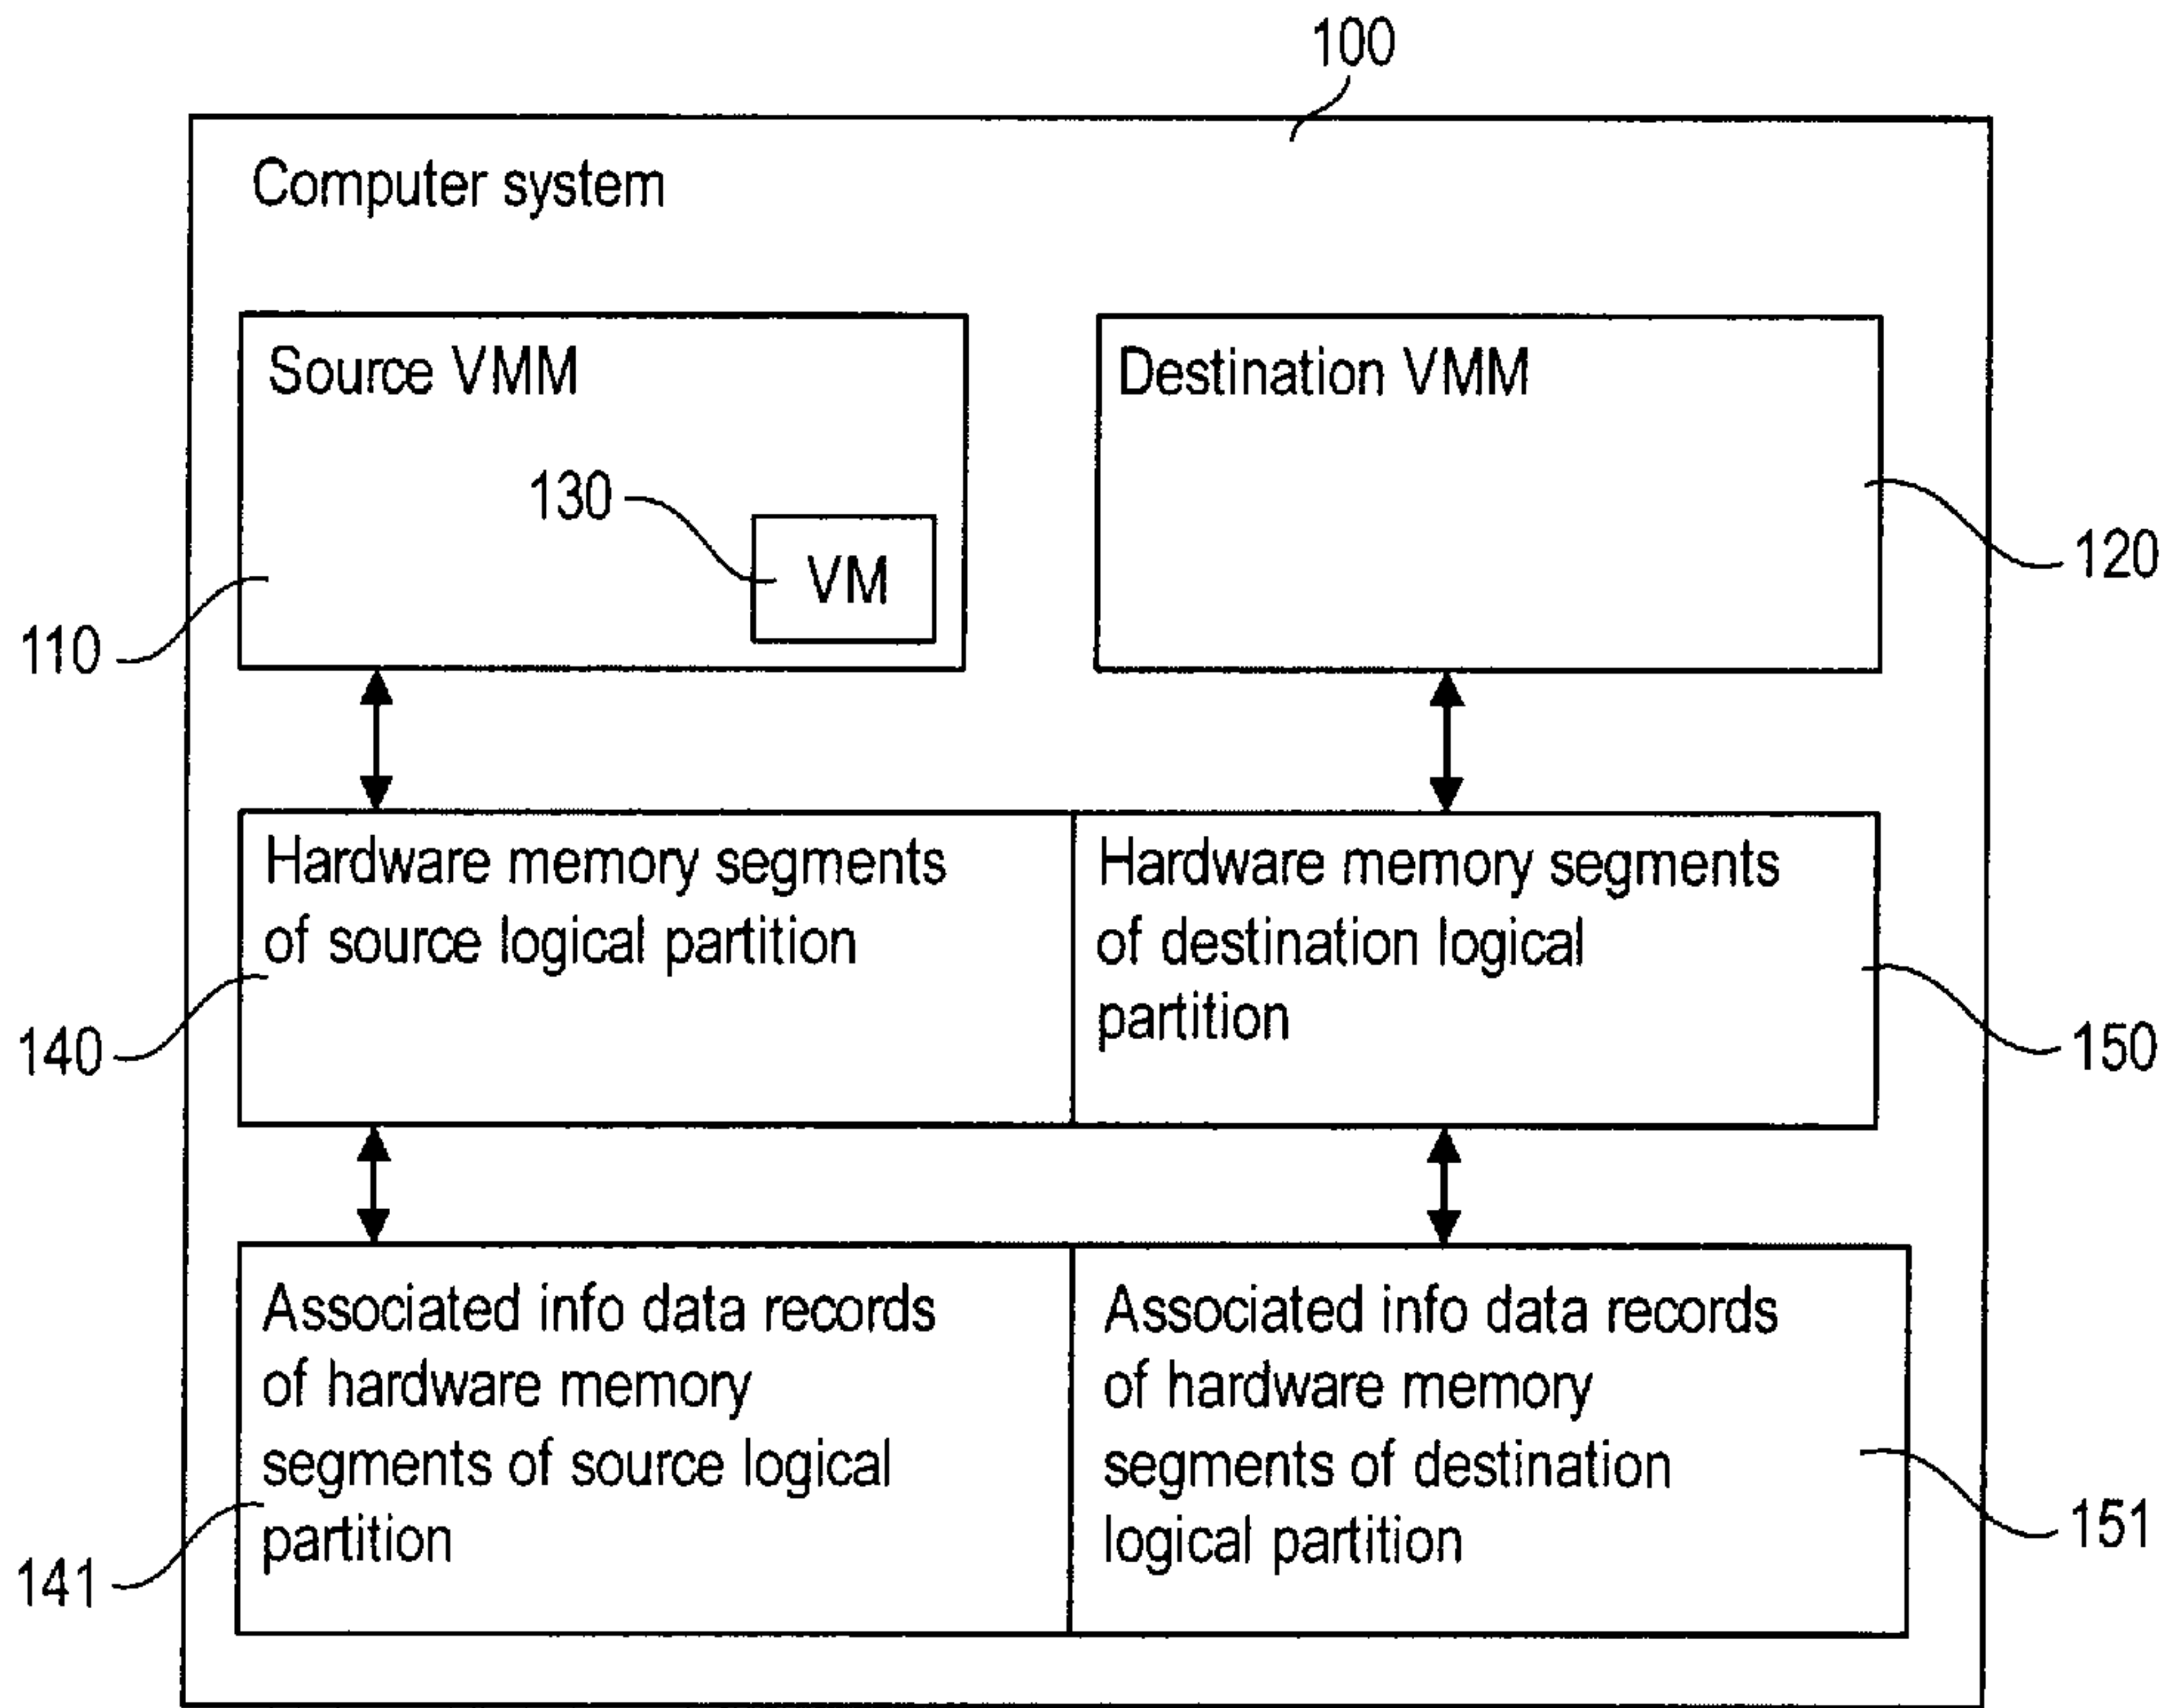 100
Computer system
Source VMM
Destination VMM
130
VM
110
120
Hardware memory segments
of source logical partition
Hardware memory segments
of destination logical
partition
140
150
Associated info data records
of hardware memory
segments of source logical
partition
Associated info data records
of hardware memory
segments of destination
logical partition
141
151